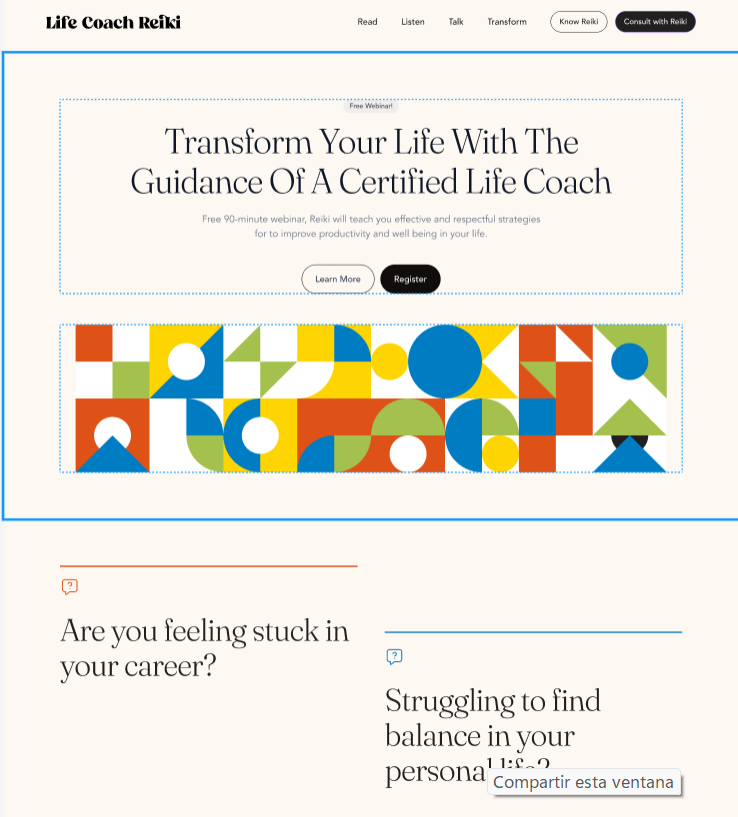 Life Coach Reiki
Read
Listen
Talk
Transform
Know Reiki
Consult with Reiki
Free Webinar!
Transform Your Life With The
Guidance Of A Certified Life Coach
Free 90-minute webinar, Reiki will teach you effective and respectful strategies
for to improve productivity and well being in your life.
Learn More
Register
Are you feeling stuck in
your career?
Struggling to find
balance in your
personal life?
Compartir esta ventana